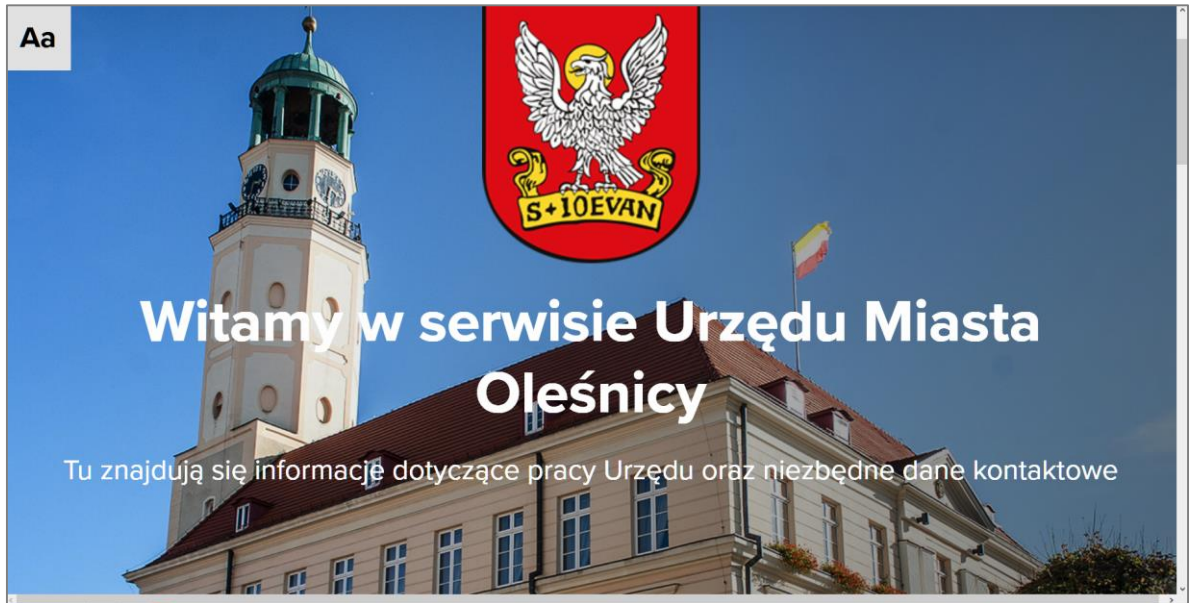 Aa
S+IOEVAN
Witamy w serwisie Urzędu Miasta
Oleśnicy
Tu znajdują się informacje dotyczące pracy Urzędu oraz niezbędne dane kontaktowe